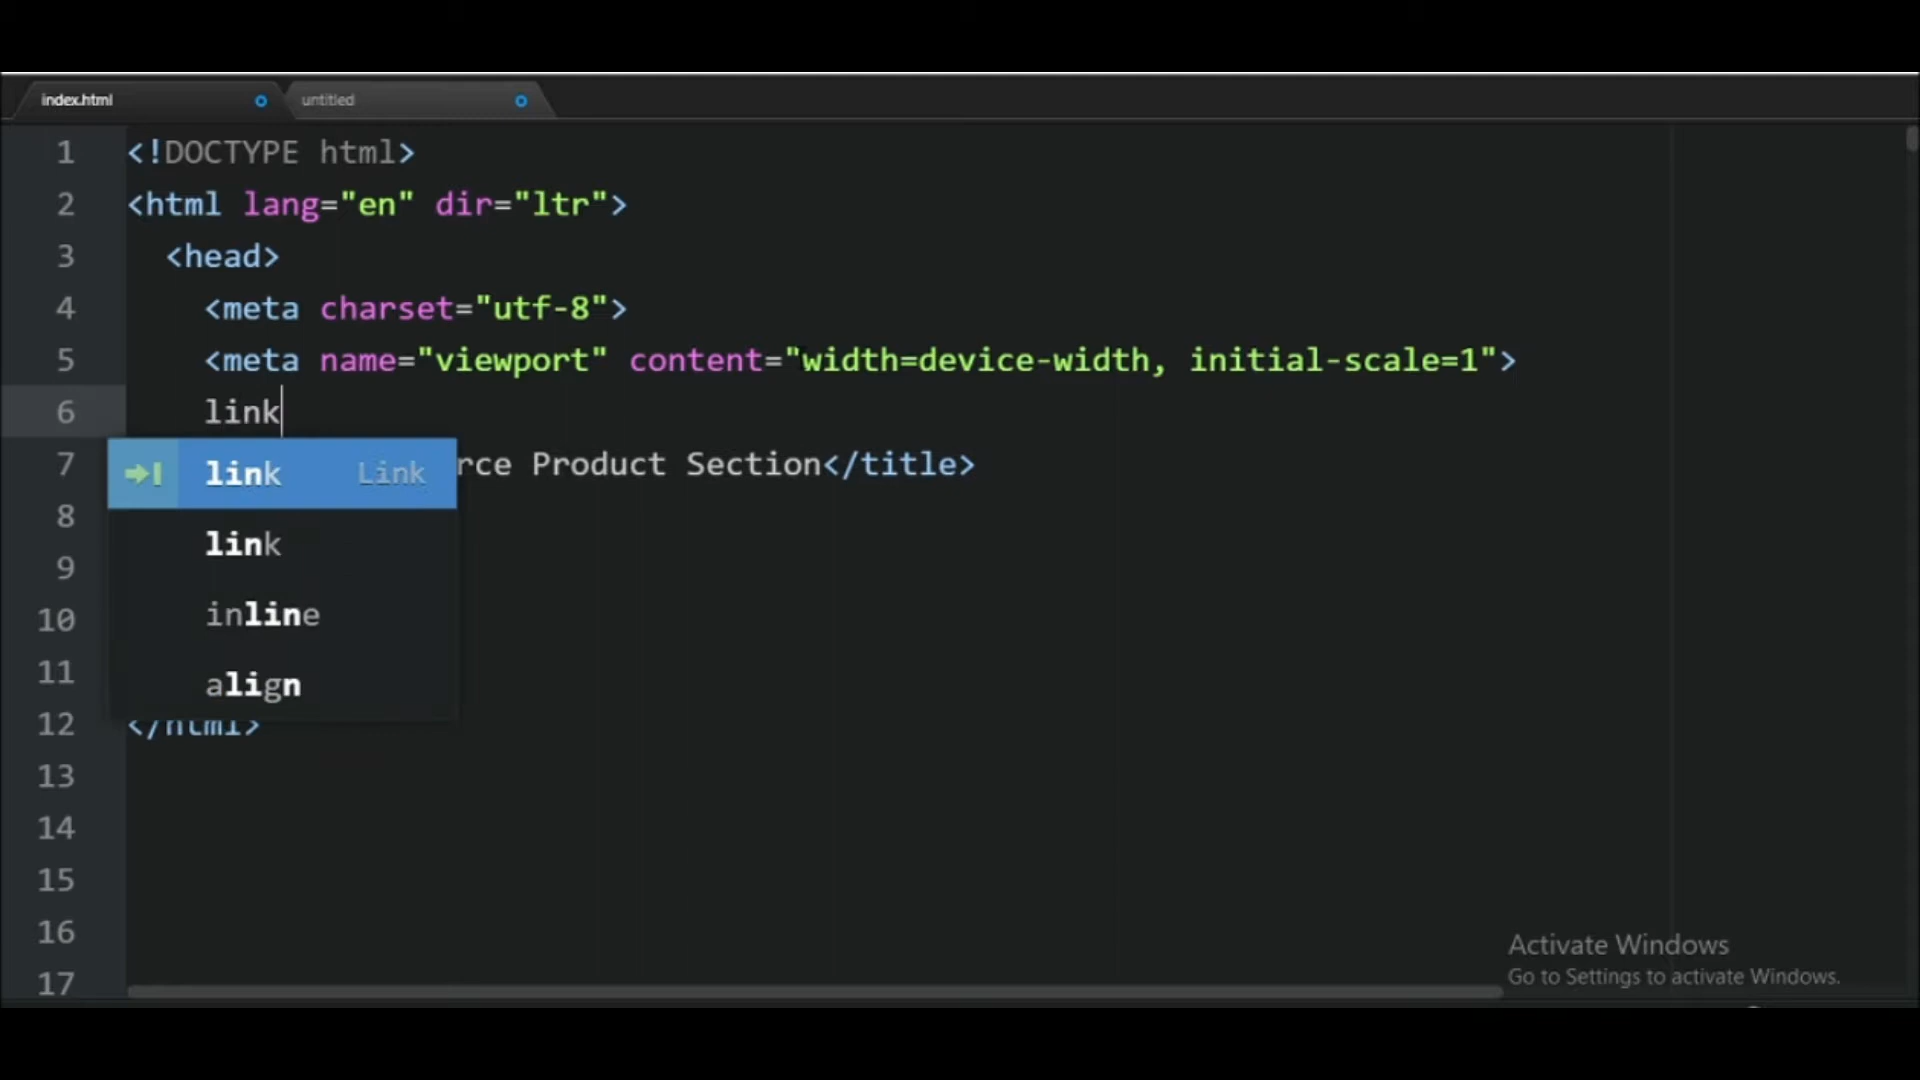 index.html untitled
1 <!DOCTYPE html>
2 <html lang="en" dir="ltr">
3 <head>
4 <meta charset="utf-8">
5 <meta name="viewport" content="width=device-width, initial-scale=1">
6 link
7 rce Product Section</title>
link Link
8
link
9
inline
10
11
align
12 </html>
13
14
15
16
17
Activate Windows
Go to Settings to activate Windows.